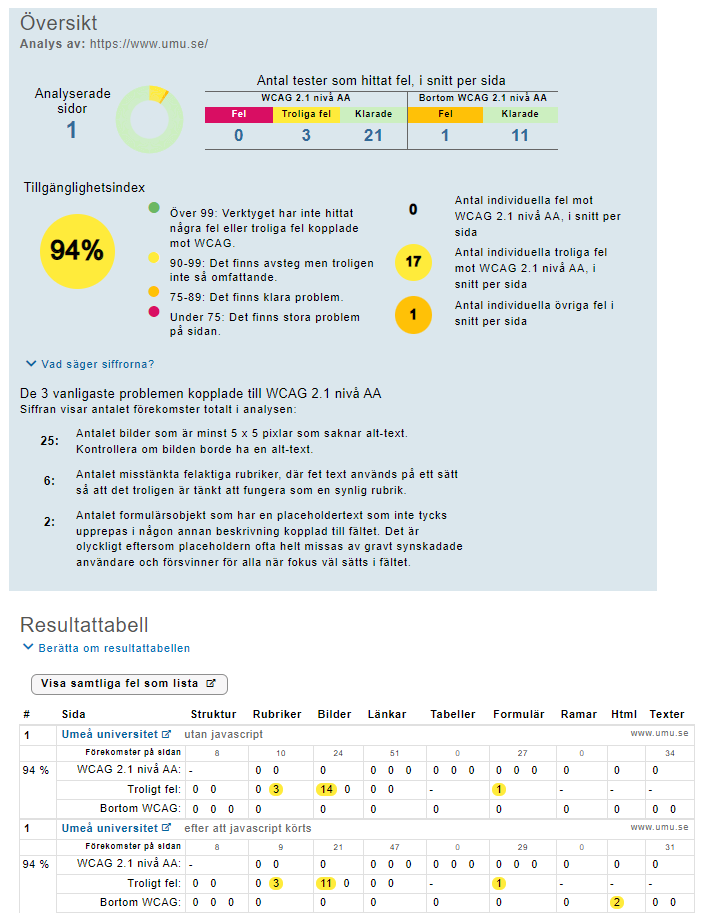 Översikt
Analys av: https://www.umu.se/
Analyserade
sidor
1
Antal tester som hittat fel, i snitt per sida
WCAG 2.1 nivå AA Bortom WCAG 2.1 nivå AA
Fel Troliga fel Klarade Fel Klarade
0 3 21 1 11
Tillgänglighetsindex
94%
Över 99: Verktyget har inte hittat
några fel eller troliga fel kopplade
mot WCAG.
90-99: Det finns avsteg men troligen
inte så omfattande.
75-89: Det finns klara problem.
Under 75: Det finns stora problem
på sidan.
0
Antal individuella fel mot
WCAG 2.1 nivå AA, i snitt per
sida
17
Antal individuella troliga fel
mot WCAG 2.1 nivå AA, i
snitt per sida
1
Antal individuella övriga fel i
snitt per sida
Vad säger siffrorna?
De 3 vanligaste problemen kopplade till WCAG 2.1 nivå AA
Siffran visar antalet förekomster totalt i analysen:
25: Antalet bilder som är minst 5 x 5 pixlar som saknar alt-text.
Kontrollera om bilden borde ha en alt-text.
6: Antalet misstänkta felaktiga rubriker, där fet text används på ett sätt
så att det troligen är tänkt att fungera som en synlig rubrik.
2: Antalet formulärsobjekt som har en placeholdertext som inte tycks
upprepas i någon annan beskrivning kopplad till fältet. Det är
olyckligt eftersom placeholdern ofta helt missas av gravt synskadade
användare och försvinner för alla när fokus väl sätts i fältet.
Resultattabell
Berätta om resultattabellen
Visa samtliga fel som lista
# Sida Struktur Rubriker Bilder Länkar Tabeller Formulär Ramar Html Texter
1 Umeå universitet utan javascript www.umu.se
Förekomster på sidan 8 10 24 51 0 27 0 34
94 % WCAG 2.1 nivå AA: - 0 0 0 0 0 0 0 0 0 0 0 0 0 0 0
Troligt fel: 0 0 0 3 14 0 0 0 - 1 - - -
Bortom WCAG: 0 0 0 0 0 0 0 0 0 0 0
1 Umeå universitet efter att javascript körts www.umu.se
Förekomster på sidan 8 9 21 47 0 29 0 31
94 % WCAG 2.1 nivå AA: - 0 0 0 0 0 0 0 0 0 0 0 0 0 0 0
Troligt fel: 0 0 0 3 11 0 0 0 - 1 - - -
Bortom WCAG: 0 0 0 0 0 0 0 0 0 2 0 0